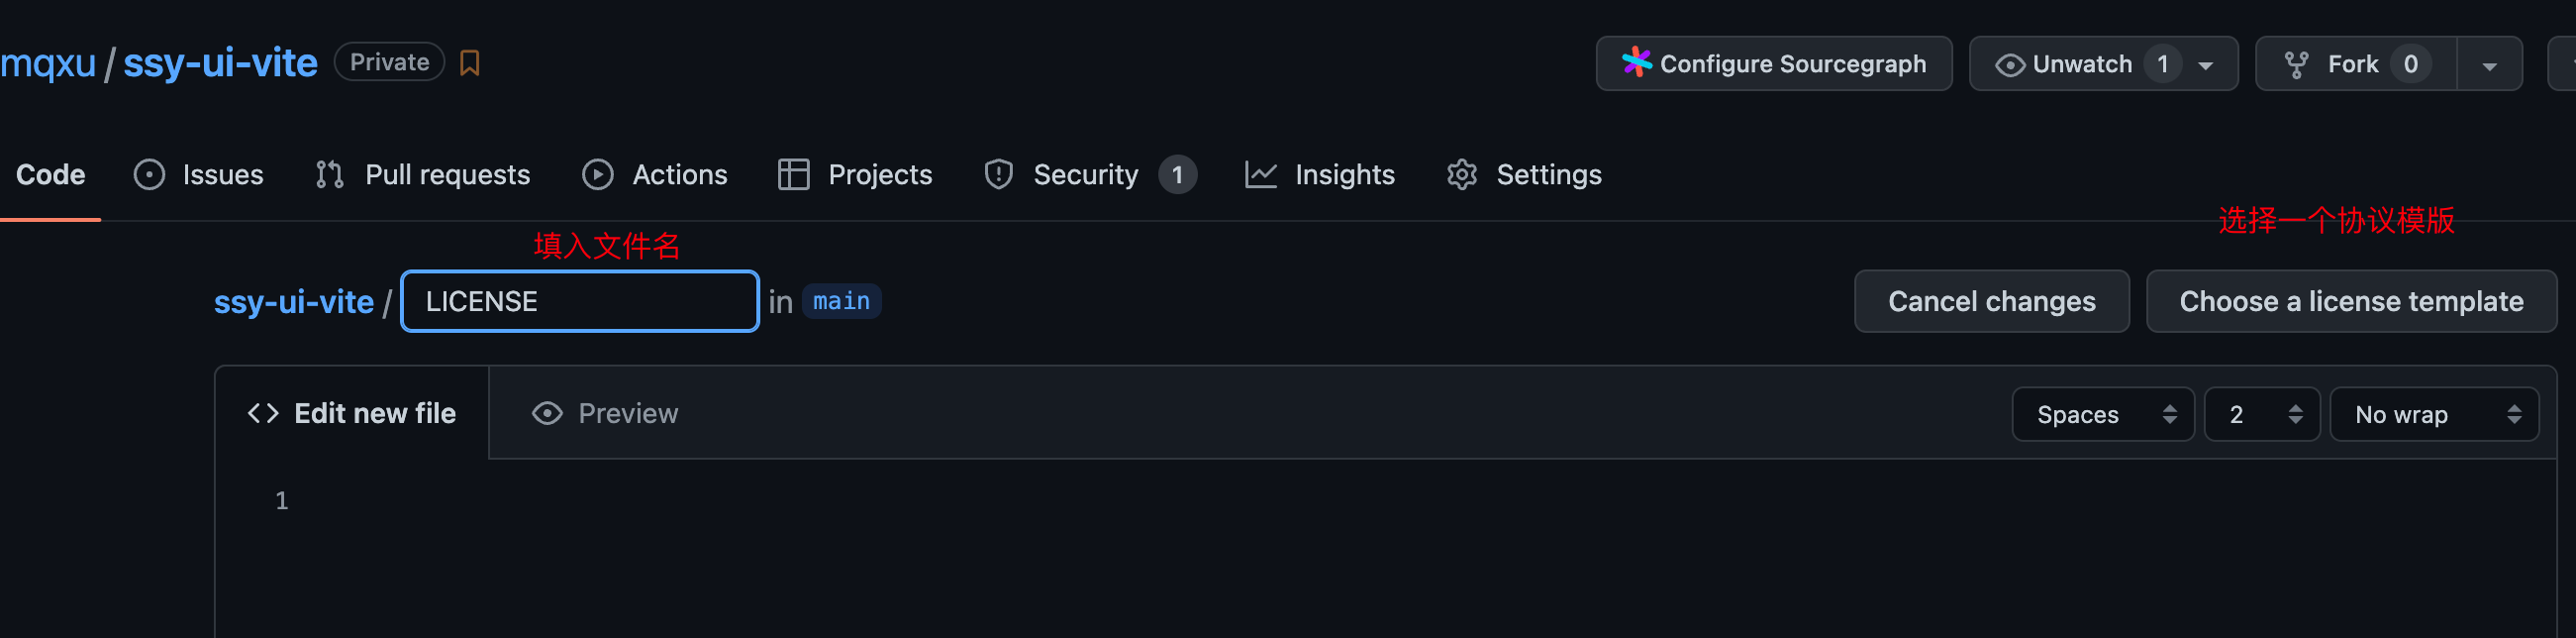 mqxu / ssy-ui-vite Private Configure Sourcegraph Unwatch 1 Fork 0
Code Issues Pull requests Actions Projects Security 1 Insights Settings
选择一个协议模版
填入文件名
ssy-ui-vite / LICENSE in main Cancel changes Choose a license template
Edit new file Preview Spaces 2 No wrap
1